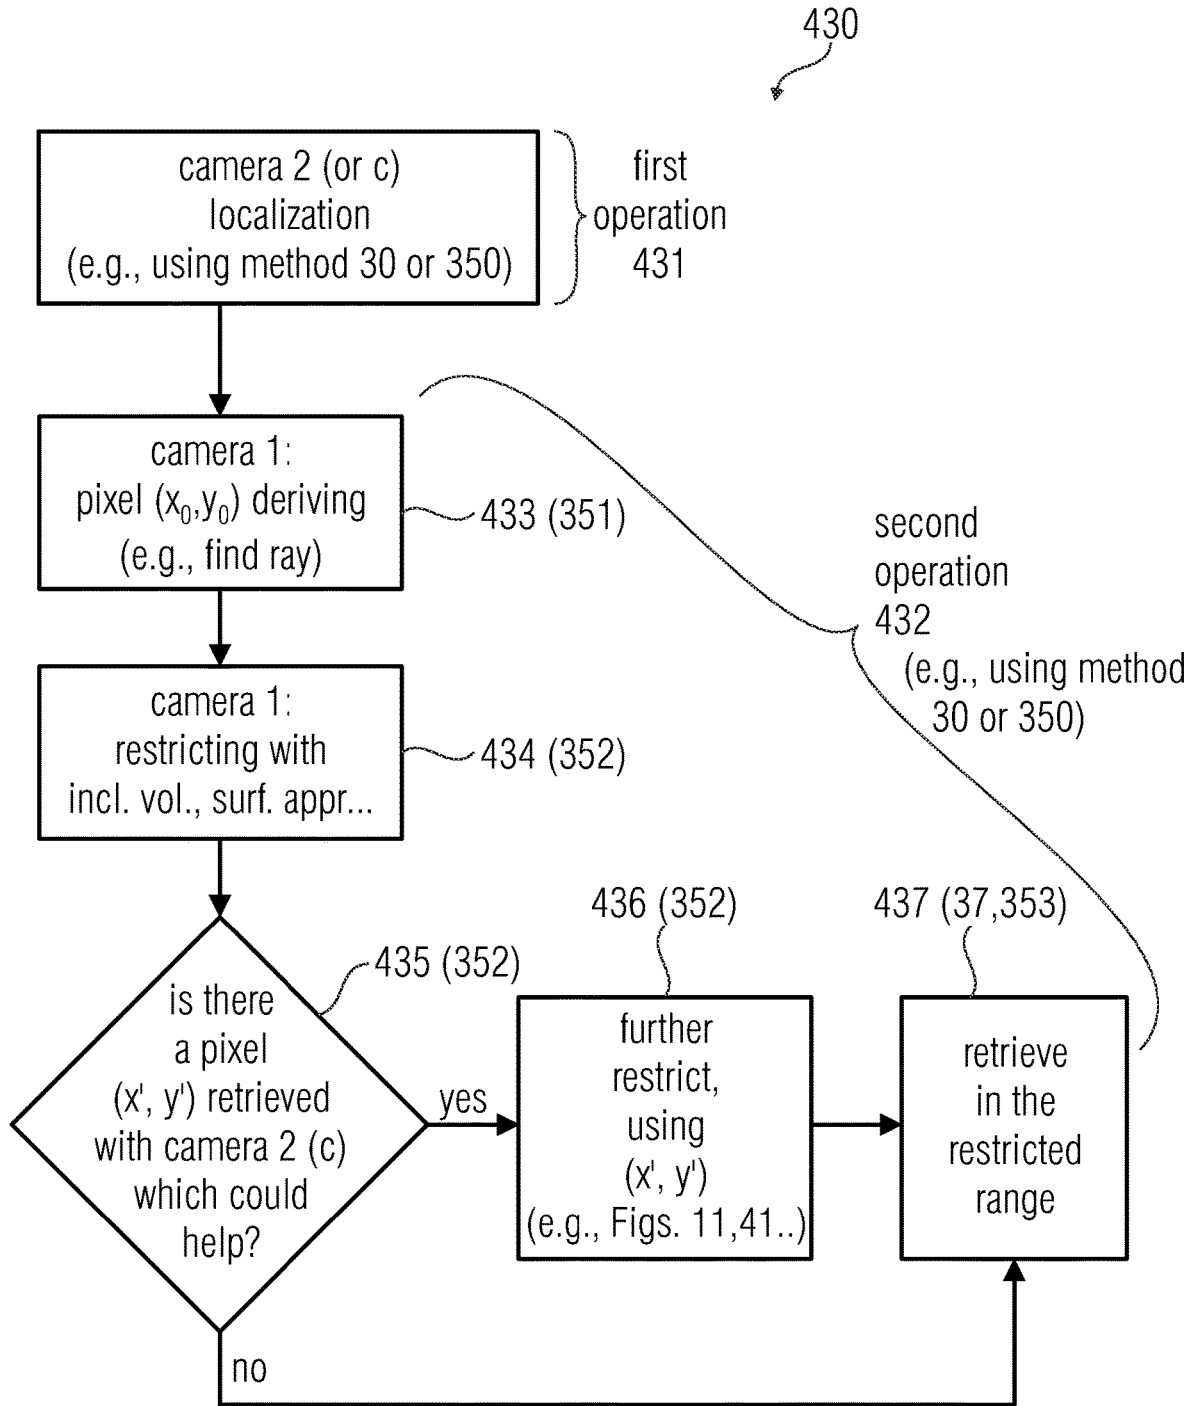 430
camera 2 (or c)
localization
(e.g., using method 30 or 350)
first
operation
431
camera 1:
pixel (x₀,y₀) deriving
(e.g., find ray)
433 (351)
second
operation
432
(e.g., using method
30 or 350)
camera 1:
restricting with
incl. vol., surf. appr...
434 (352)
is there
a pixel
(x', y') retrieved
with camera 2 (c)
which could
help?
435 (352)
yes
no
436 (352)
further
restrict,
using
(x', y')
(e.g., Figs. 11,41..)
437 (37,353)
retrieve
in the
restricted
range